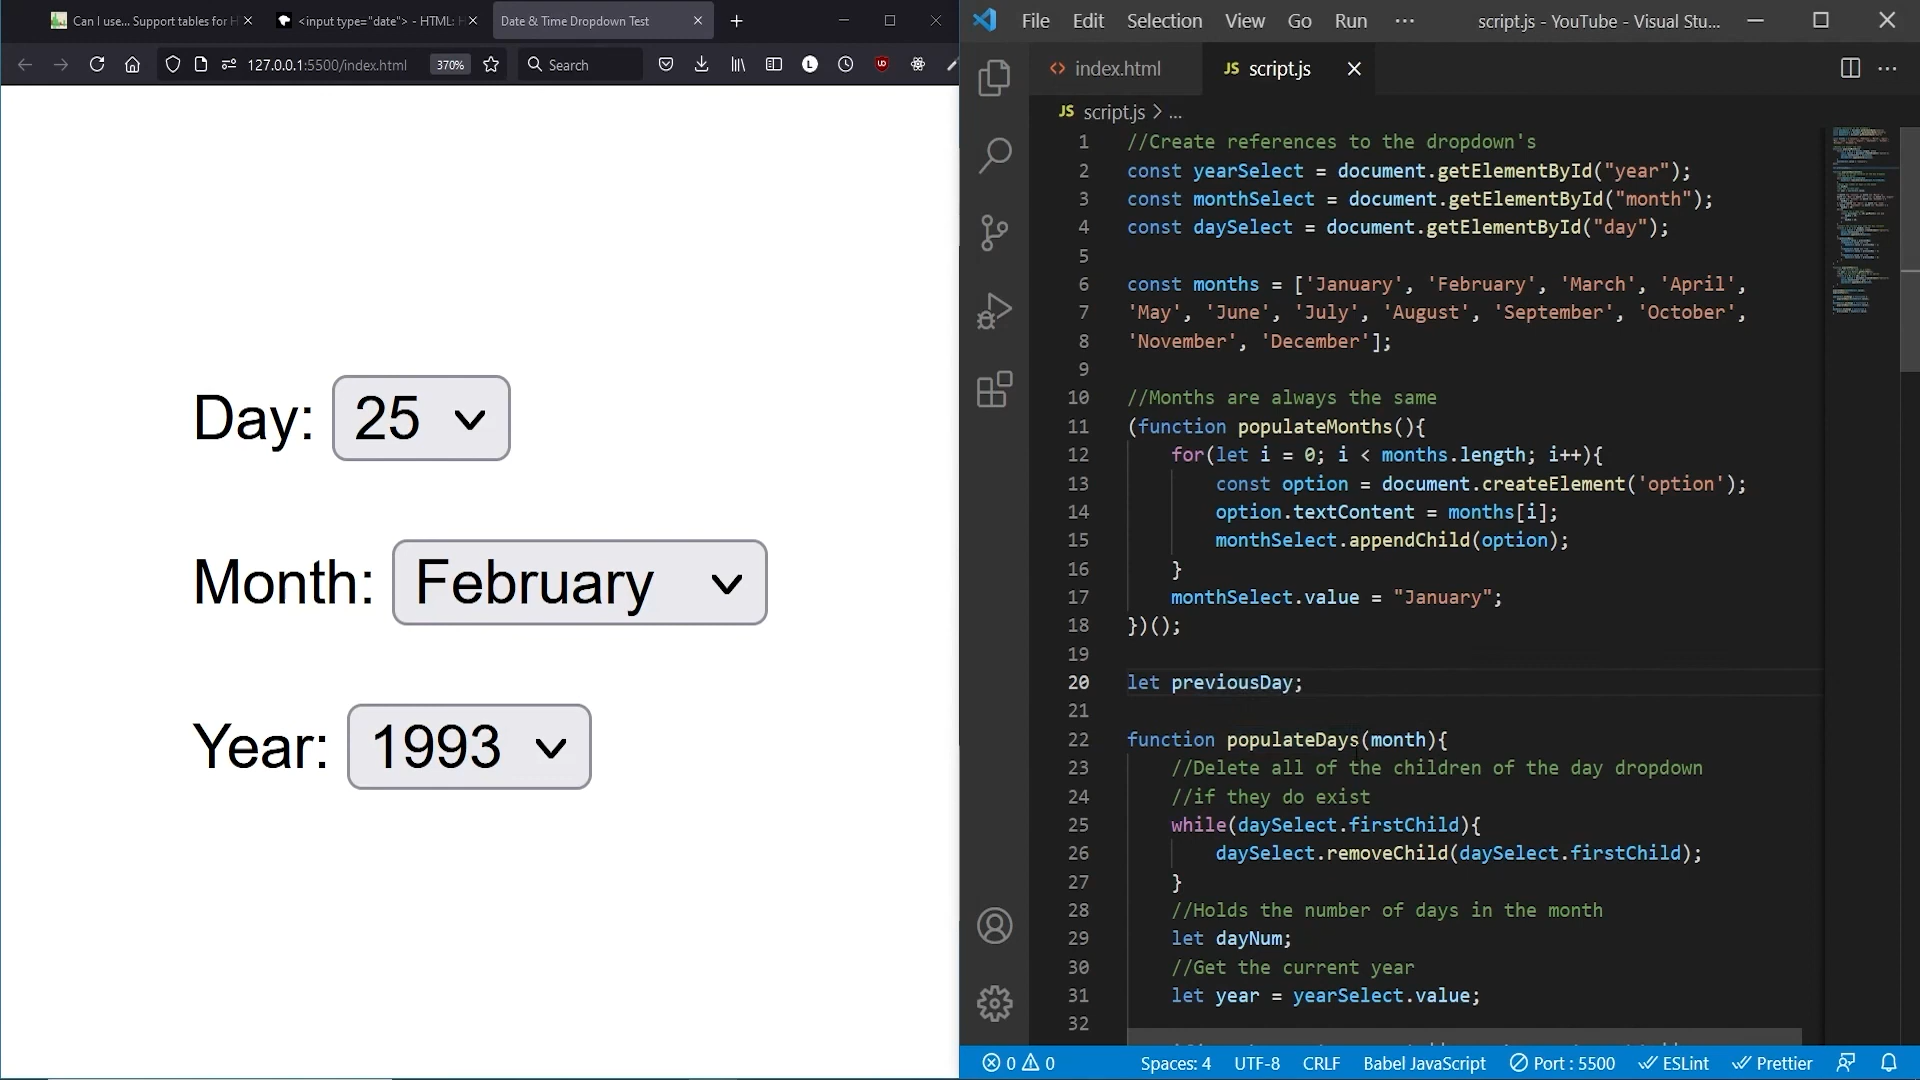 Can I use... Support tables for H
<input type="date"> - HTML: H
Date & Time Dropdown Test
127.0.0.1:5500/index.html
370%
Search
Day: 25
Month: February
Year: 1993
File Edit Selection View Go Run ··· script.js - YouTube - Visual Stu...
index.html
JS script.js
JS script.js > ...
1 //Create references to the dropdown's
2 const yearSelect = document.getElementById("year");
3 const monthSelect = document.getElementById("month");
4 const daySelect = document.getElementById("day");
5
6 const months = ['January', 'February', 'March', 'April',
7 'May', 'June', 'July', 'August', 'September', 'October',
8 'November', 'December'];
9
10 //Months are always the same
11 (function populateMonths(){
12 for(let i = 0; i < months.length; i++){
13 const option = document.createElement('option');
14 option.textContent = months[i];
15 monthSelect.appendChild(option);
16 }
17 monthSelect.value = "January";
18 })();
19
20 let previousDay;
21
22 function populateDays(month){
23 //Delete all of the children of the day dropdown
24 //if they do exist
25 while(daySelect.firstChild){
26 daySelect.removeChild(daySelect.firstChild);
27 }
28 //Holds the number of days in the month
29 let dayNum;
30 //Get the current year
31 let year = yearSelect.value;
32
0 0 Spaces: 4 UTF-8 CRLF Babel JavaScript Port : 5500 ESLint Prettier